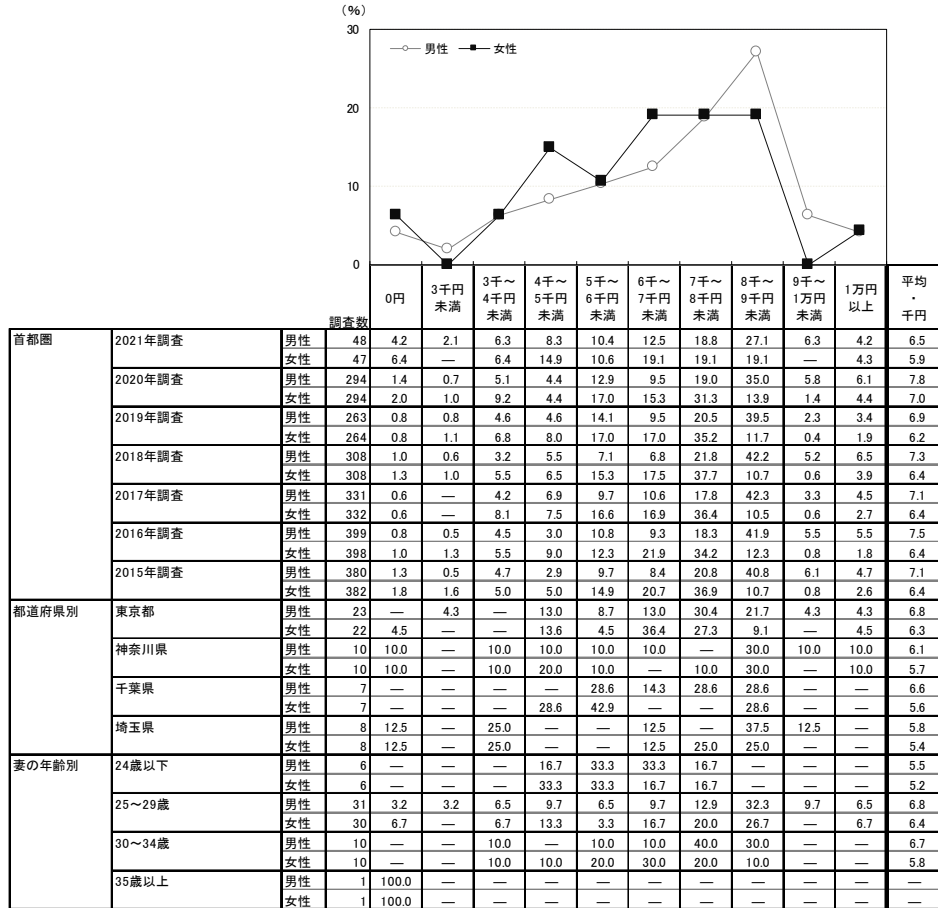 （%）
30
20
10
0
男性 女性
調査数 0円 3千円未満 3千～4千円未満 4千～5千円未満 5千～6千円未満 6千～7千円未満 7千～8千円未満 8千～9千円未満 9千～1万円未満 1万円以上 平均・千円
首都圏 2021年調査 男性 48 4.2 2.1 6.3 8.3 10.4 12.5 18.8 27.1 6.3 4.2 6.5
女性 47 6.4 — 6.4 14.9 10.6 19.1 19.1 19.1 — 4.3 5.9
2020年調査 男性 294 1.4 0.7 5.1 4.4 12.9 9.5 19.0 35.0 5.8 6.1 7.8
女性 294 2.0 1.0 9.2 4.4 17.0 15.3 31.3 13.9 1.4 4.4 7.0
2019年調査 男性 263 0.8 0.8 4.6 4.6 14.1 9.5 20.5 39.5 2.3 3.4 6.9
女性 264 0.8 1.1 6.8 8.0 17.0 17.0 35.2 11.7 0.4 1.9 6.2
2018年調査 男性 308 1.0 0.6 3.2 5.5 7.1 6.8 21.8 42.2 5.2 6.5 7.3
女性 308 1.3 1.0 5.5 6.5 15.3 17.5 37.7 10.7 0.6 3.9 6.4
2017年調査 男性 331 0.6 — 4.2 6.9 9.7 10.6 17.8 42.3 3.3 4.5 7.1
女性 332 0.6 — 8.1 7.5 16.6 16.9 36.4 10.5 0.6 2.7 6.4
2016年調査 男性 399 0.8 0.5 4.5 3.0 10.8 9.3 18.3 41.9 5.5 5.5 7.5
女性 398 1.0 1.3 5.5 9.0 12.3 21.9 34.2 12.3 0.8 1.8 6.4
2015年調査 男性 380 1.3 0.5 4.7 2.9 9.7 8.4 20.8 40.8 6.1 4.7 7.1
女性 382 1.8 1.6 5.0 5.0 14.9 20.7 36.9 10.7 0.8 2.6 6.4
都道府県別 東京都 男性 23 — 4.3 — 13.0 8.7 13.0 30.4 21.7 4.3 4.3 6.8
女性 22 4.5 — — 13.6 4.5 36.4 27.3 9.1 — 4.5 6.3
神奈川県 男性 10 10.0 — 10.0 10.0 10.0 10.0 — 30.0 10.0 10.0 6.1
女性 10 10.0 — 10.0 20.0 10.0 — 10.0 30.0 — 10.0 5.7
千葉県 男性 7 — — — — 28.6 14.3 28.6 28.6 — — 6.6
女性 7 — — — 28.6 42.9 — — 28.6 — — 5.6
埼玉県 男性 8 12.5 — 25.0 — — 12.5 — 37.5 12.5 — 5.8
女性 8 12.5 — 25.0 — — 12.5 25.0 25.0 — — 5.4
妻の年齢別 24歳以下 男性 6 — — — 16.7 33.3 33.3 16.7 — — — 5.5
女性 6 — — — 33.3 33.3 16.7 16.7 — — — 5.2
25～29歳 男性 31 3.2 3.2 6.5 9.7 6.5 9.7 12.9 32.3 9.7 6.5 6.8
女性 30 6.7 — 6.7 13.3 3.3 16.7 20.0 26.7 — 6.7 6.4
30～34歳 男性 10 — — 10.0 — 10.0 10.0 40.0 30.0 — — 6.7
女性 10 — — 10.0 10.0 20.0 30.0 20.0 10.0 — — 5.8
35歳以上 男性 1 100.0 — — — — — — — — — —
女性 1 100.0 — — — — — — — — — —